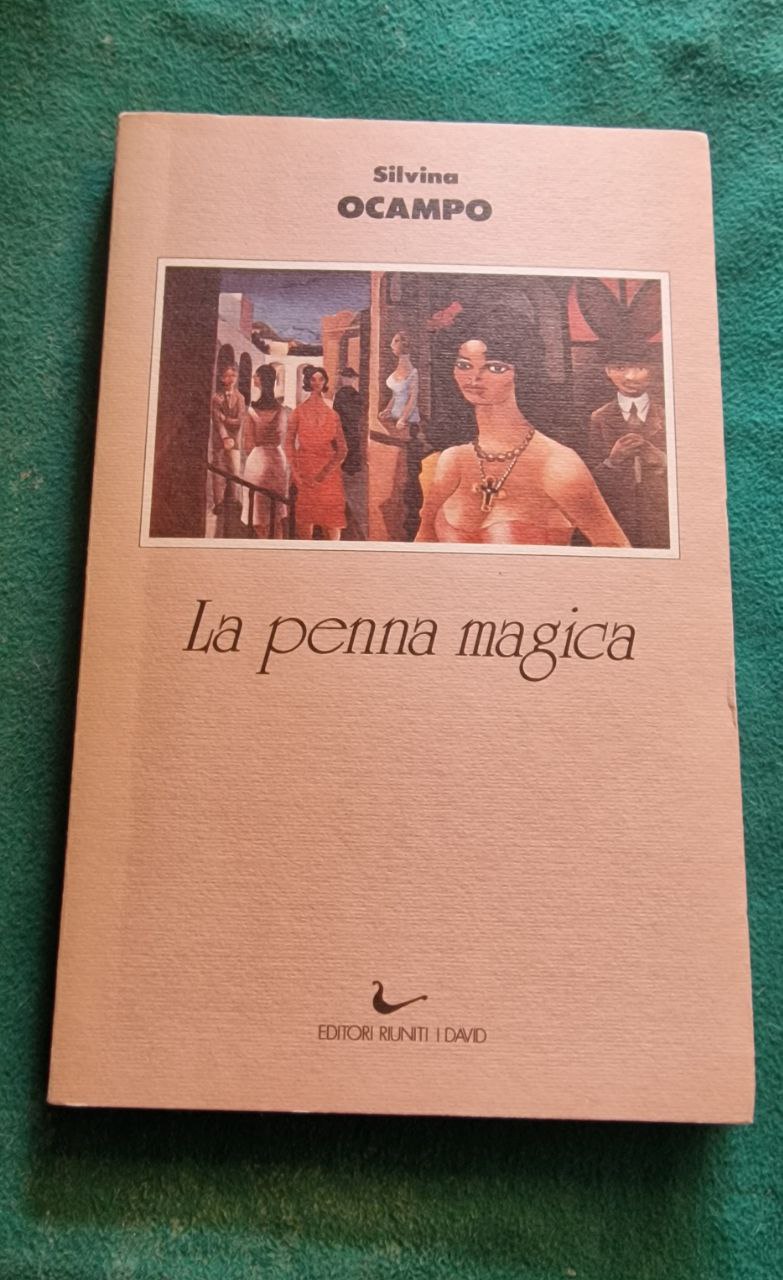 Silvina
OCAMPO
La penna magica
EDITORI RIUNITI I DAVID